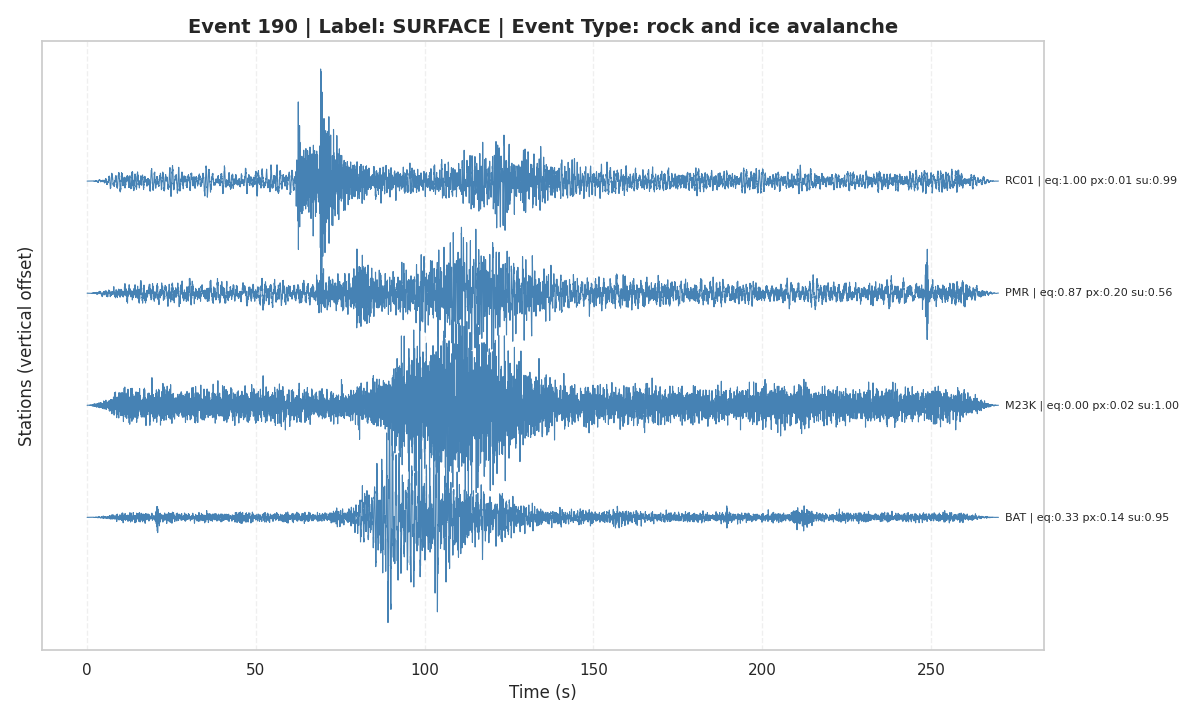 Event 190 | Label: SURFACE | Event Type: rock and ice avalanche
Stations (vertical offset)
RC01 | eq:1.00 px:0.01 su:0.99
PMR | eq:0.87 px:0.20 su:0.56
M23K | eq:0.00 px:0.02 su:1.00
BAT | eq:0.33 px:0.14 su:0.95
0 50 100 150 200 250
Time (s)